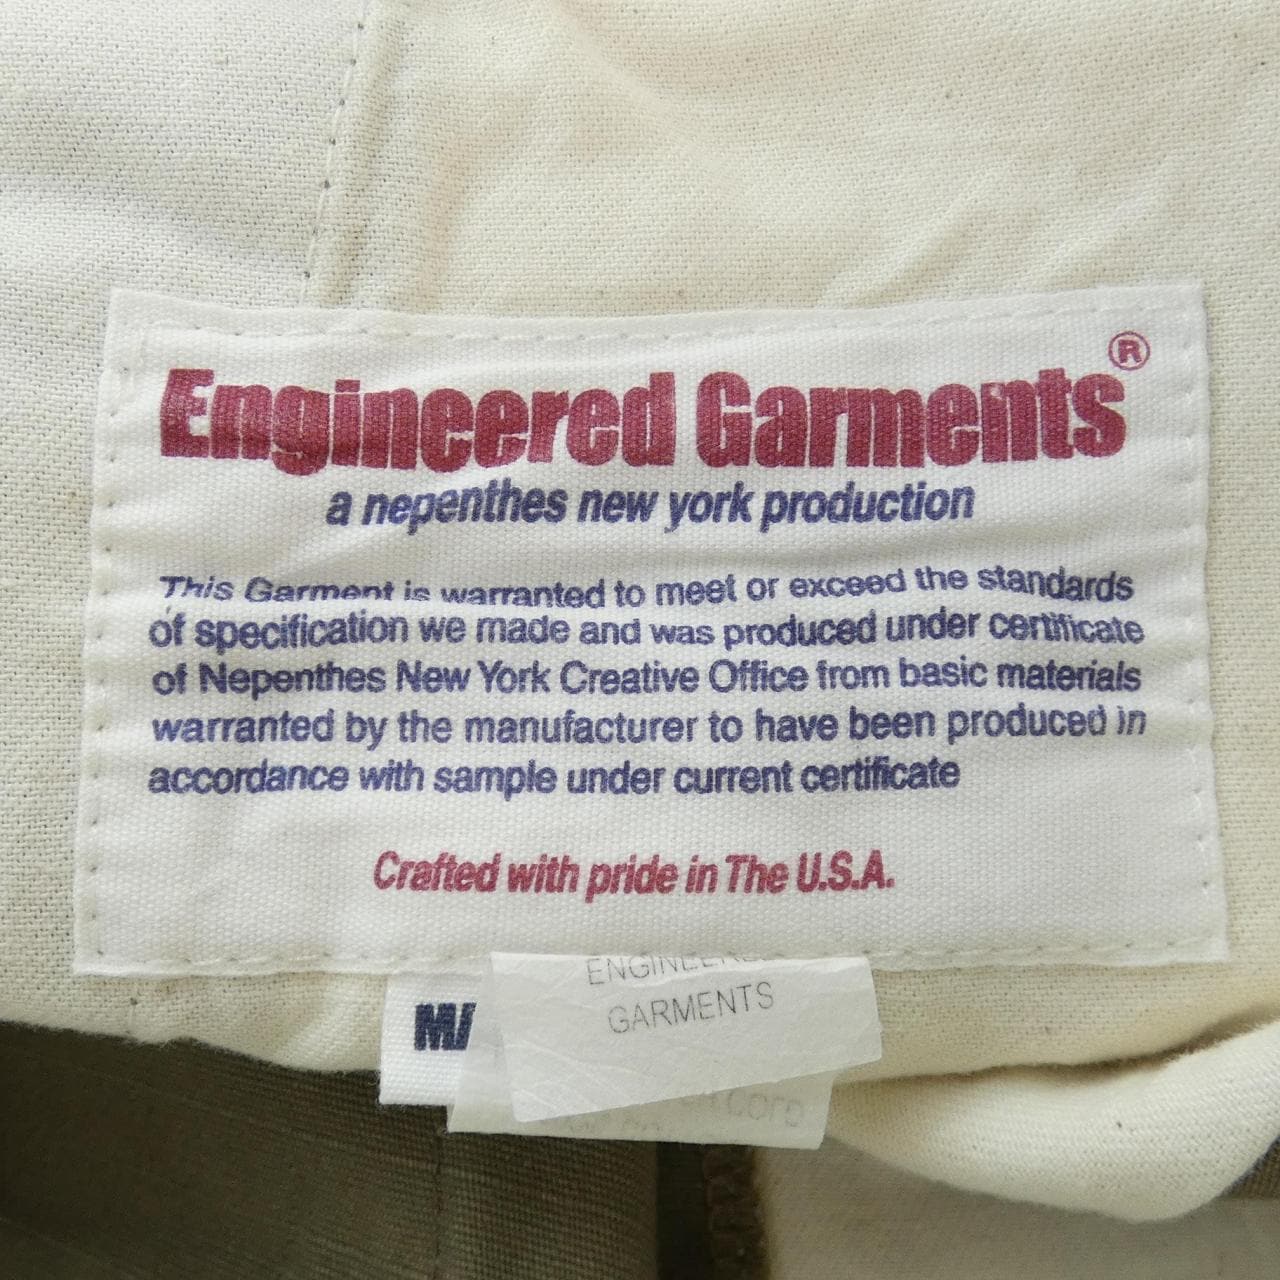 Engineered Garments®
a nepenthes new york production
This Garment is warranted to meet or exceed the standards
of specification we made and was produced under certificate
of Nepenthes New York Creative Office from basic materials
warranted by the manufacturer to have been produced in
accordance with sample under current certificate
Crafted with pride in The U.S.A.
ENGINEERED
GARMENTS